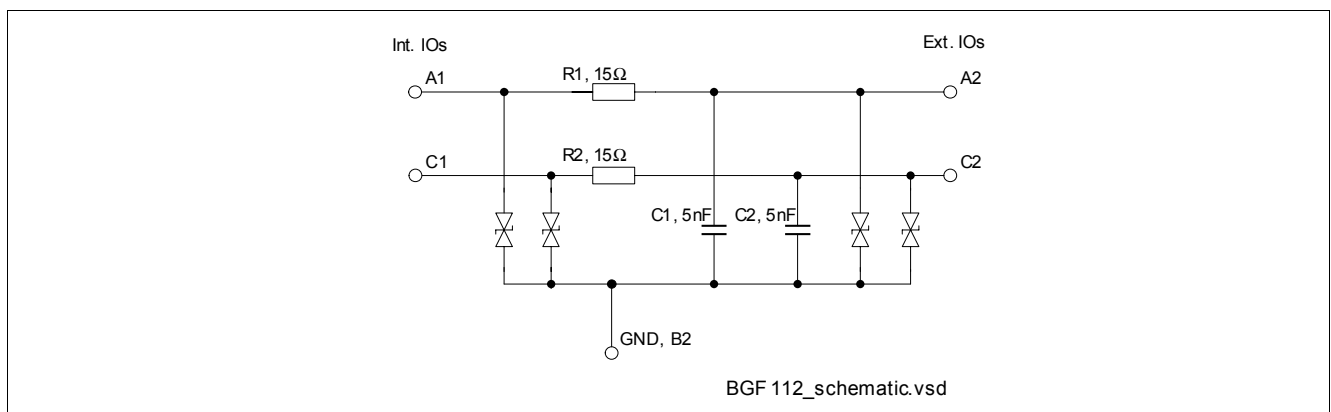 Int. IOs
Ext. IOs
A1
R1, 15Ω
A2
C1
R2, 15Ω
C2
C1, 5nF
C2, 5nF
GND, B2
BGF 112_schematic.vsd